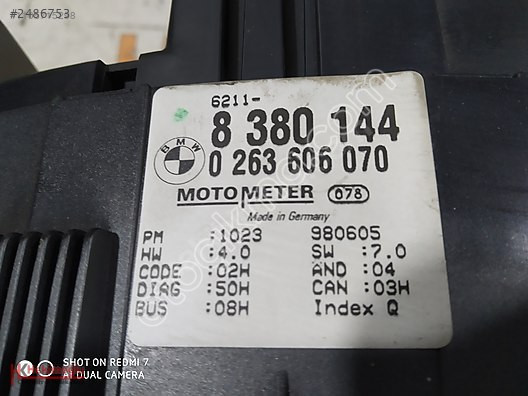 #2486753
6211-
8 380 144
BMW
0 263 606 070
MOTOMETER 078
Made in Germany
PM :1023 980605
HW :4.0 SW :7.0
CODE :02H AND :04
DIAG :50H CAN :03H
BUS :08H Index Q
SHOT ON REDMI 7
AI DUAL CAMERA